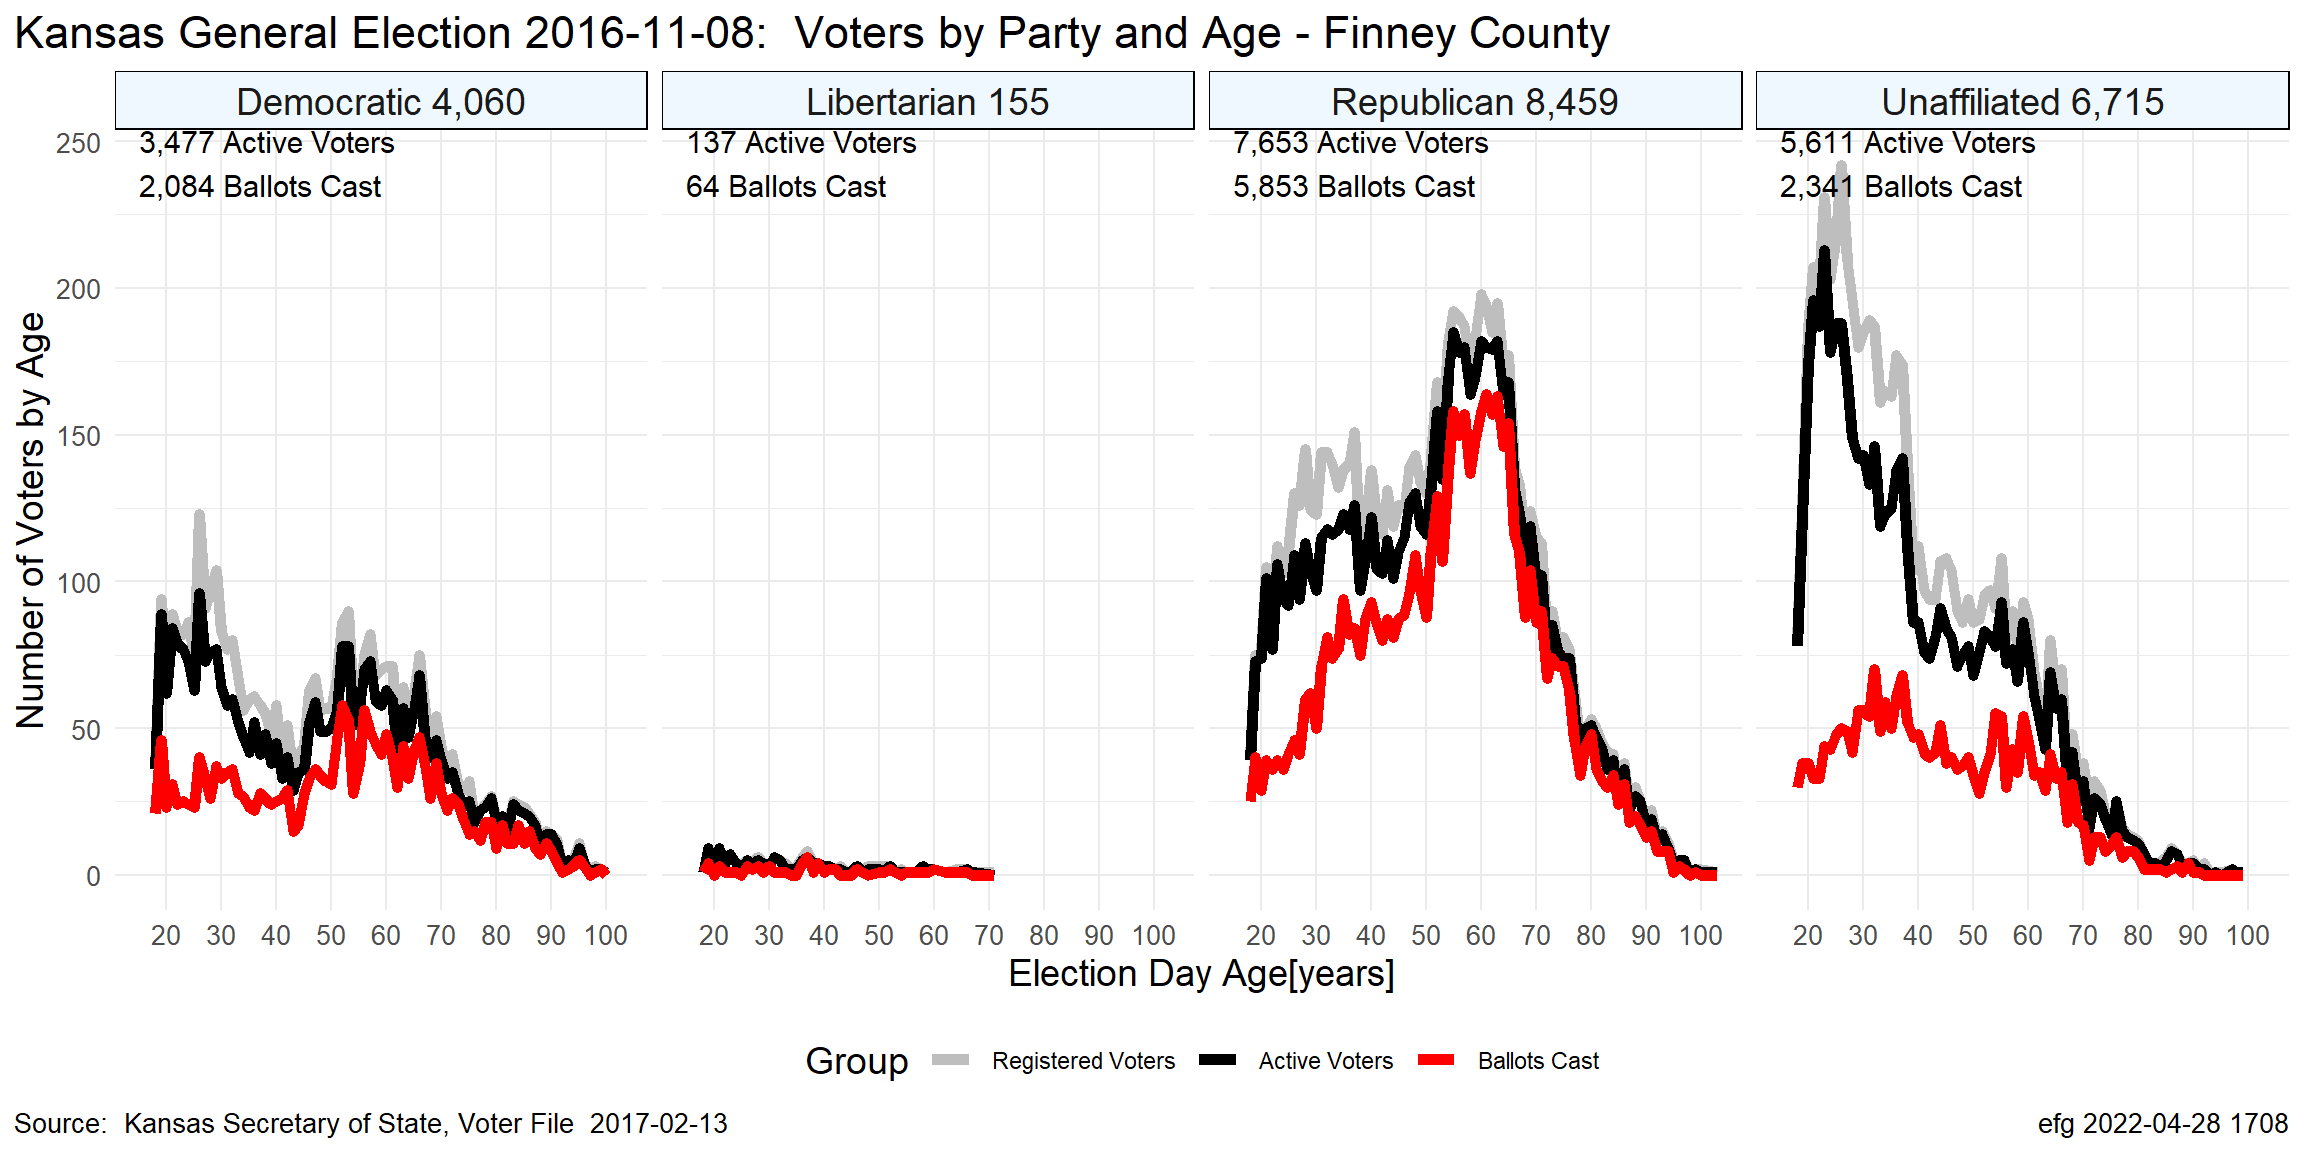 Kansas General Election 2016-11-08:  Voters by Party and Age - Finney County
Democratic 4,060
Libertarian 155
Republican 8,459
Unaffiliated 6,715
3,477 Active Voters
2,084 Ballots Cast
137 Active Voters
64 Ballots Cast
7,653 Active Voters
5,853 Ballots Cast
5,611 Active Voters
2,341 Ballots Cast
Number of Voters by Age
250
200
150
100
50
0
20 30 40 50 60 70 80 90 100
20 30 40 50 60 70 80 90 100
20 30 40 50 60 70 80 90 100
20 30 40 50 60 70 80 90 100
Election Day Age[years]
Group Registered Voters Active Voters Ballots Cast
Source:  Kansas Secretary of State, Voter File  2017-02-13
efg 2022-04-28 1708